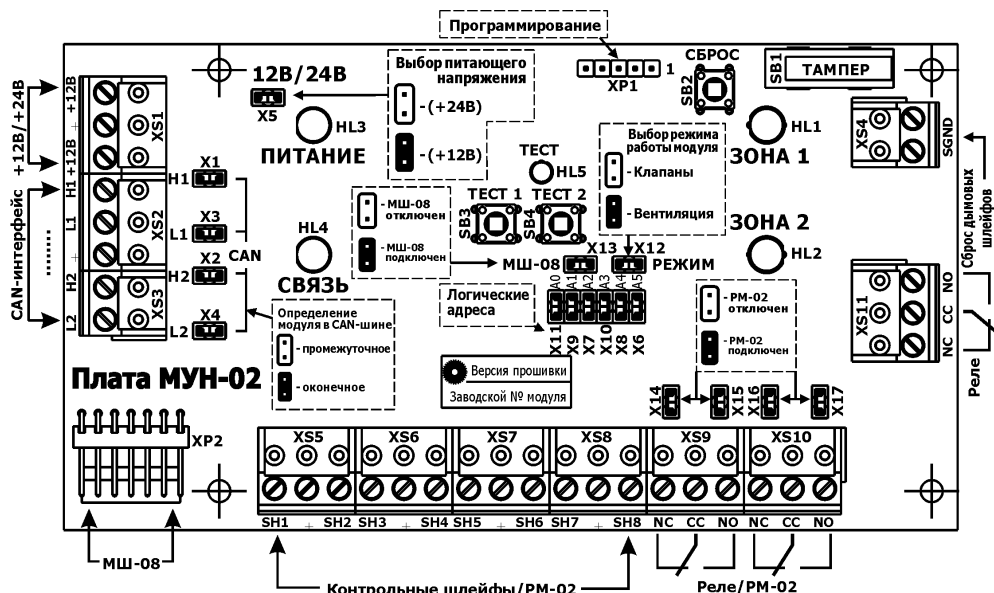 Программирование
XP1
1
СБРОС
SB2
SB1
ТАМПЕР
12В/24В
X5
Выбор питающего
напряжения
- (+24В)
- (+12В)
HL3
ПИТАНИЕ
ТЕСТ
HL5
Выбор режима
работы модуля
- Клапаны
- Вентиляция
HL1
ЗОНА 1
XS4
SGND
Сброс дымовых
шлейфов
+12В/+24В
+12В
+
+12В
XS1
CAN-интерфейс
H1
L1
+
H2
L2
XS2
XS3
X1
H1
X3
L1
X2
H2
X4
L2
CAN
- МШ-08
отключен
- МШ-08
подключен
ТЕСТ 1
ТЕСТ 2
SB3
SB4
HL4
СВЯЗЬ
МШ-08
X13
X12
РЕЖИМ
ЗОНА 2
HL2
Логические
адреса
A0
A1
A2
A3
A4
A5
X11
X9
X7
X10
X8
X6
- РМ-02
отключен
- РМ-02
подключен
XS11
NO
CC
NC
Реле
Определение
модуля в CAN-шине
- промежуточное
- оконечное
Плата МУН-02
Версия прошивки
Заводской № модуля
X14
X15
X16
X17
XP2
МШ-08
XS5
XS6
XS7
XS8
XS9
XS10
SH1 + SH2 SH3 + SH4 SH5 + SH6 SH7 + SH8 NC CC NO NC CC NO
Контрольные шлейфы/РМ-02
Реле/РМ-02